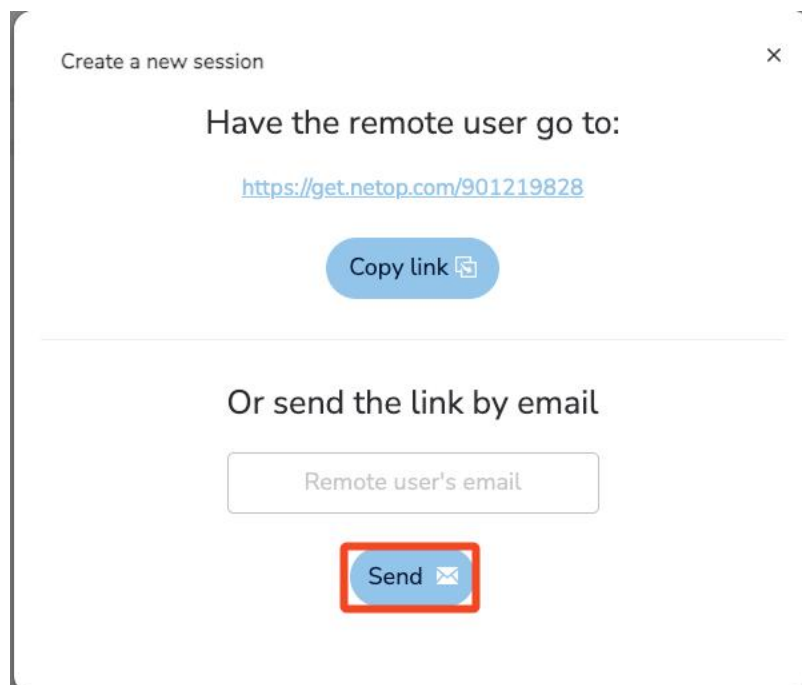 Create a new session
Have the remote user go to:
https://get.netop.com/901219828
Copy link
Or send the link by email
Remote user's email
Send